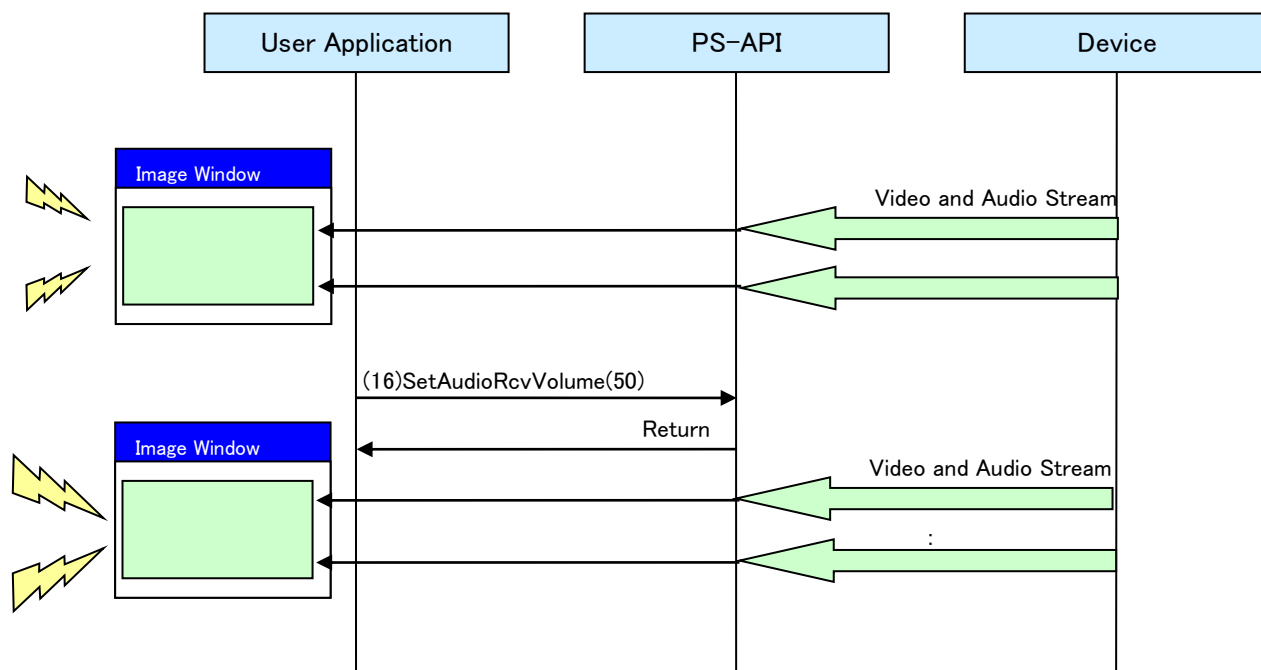 User Application
PS-API
Device
Image Window
Video and Audio Stream
(16)SetAudioRcvVolume(50)
Return
Image Window
Video and Audio Stream
: